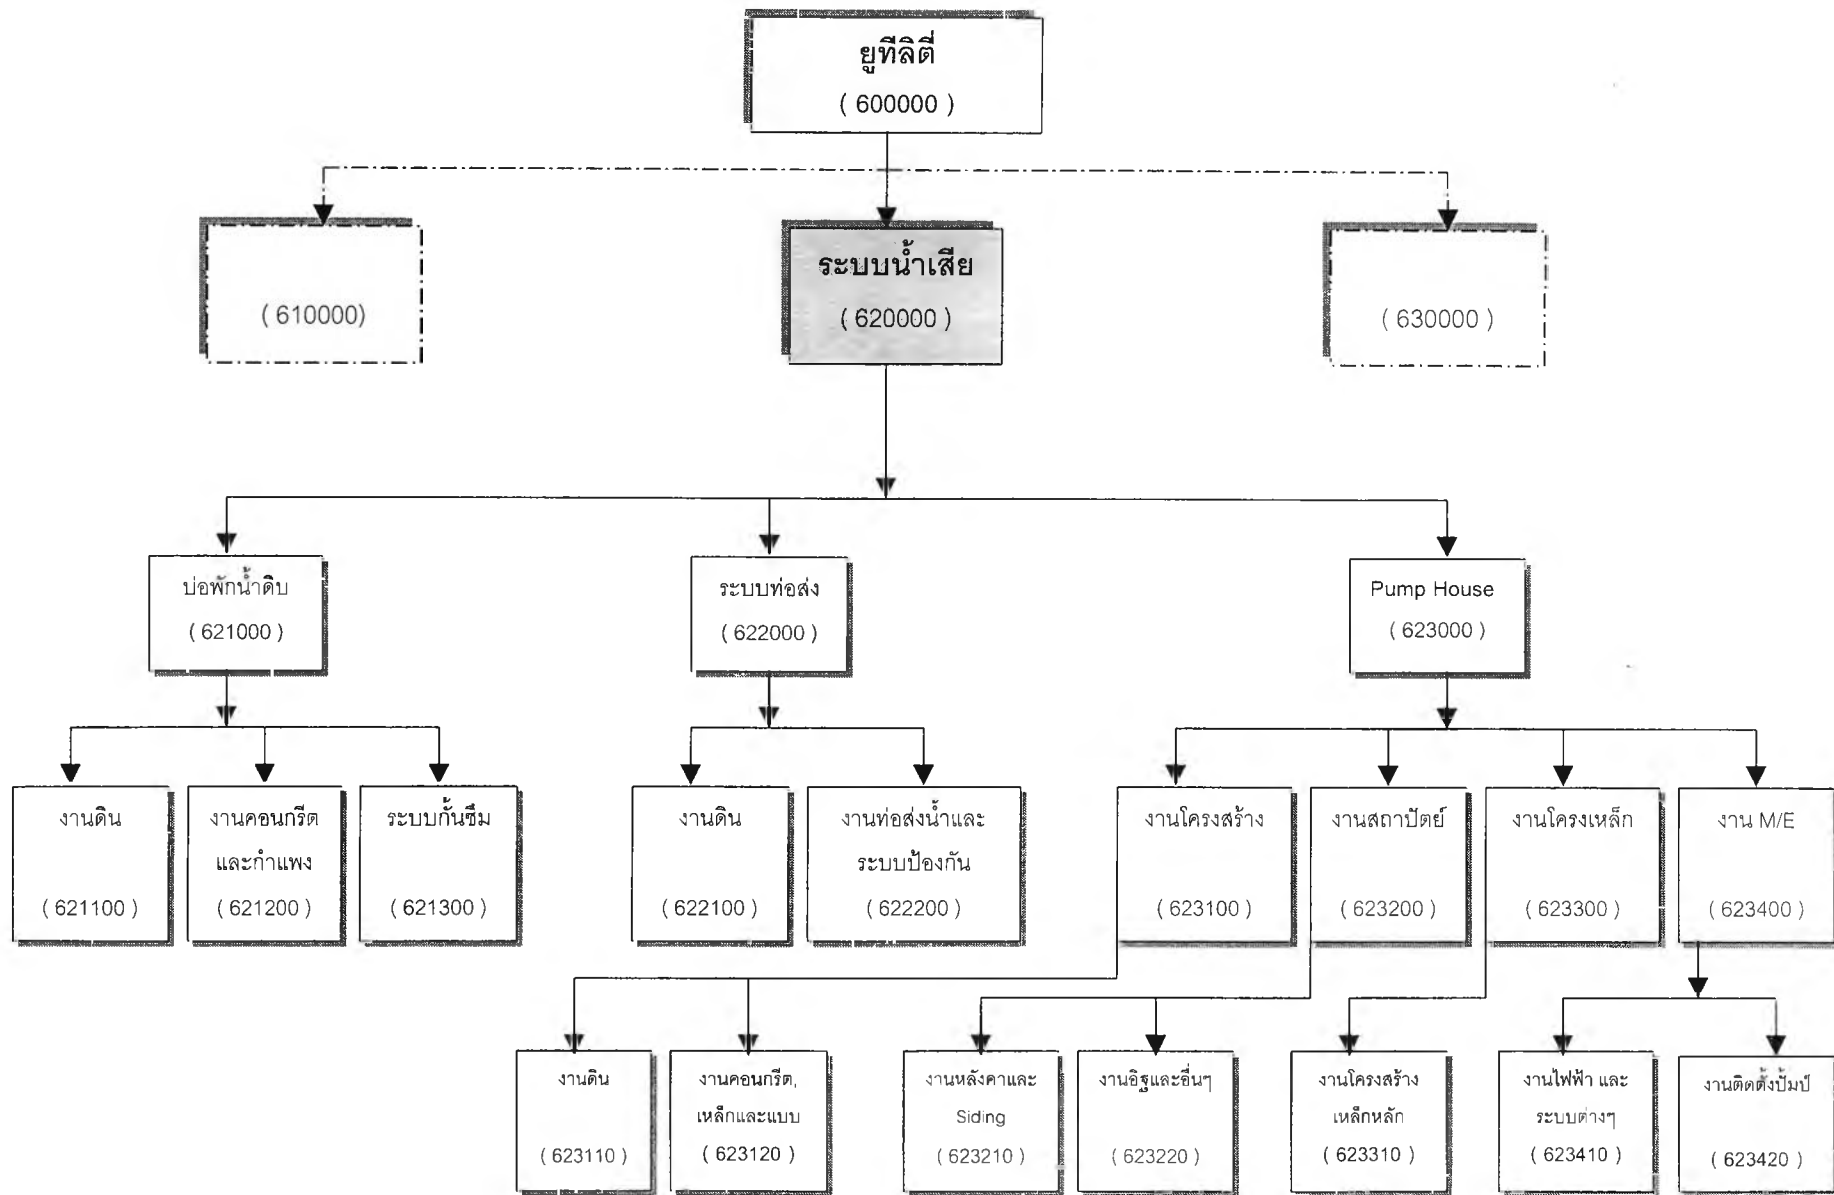 ยูทีลิตี่
( 600000 )
( 610000)
ระบบน้ำเสีย
( 620000 )
( 630000 )
บ่อพักน้ำดิบ
( 621000 )
ระบบท่อส่ง
( 622000 )
Pump House
( 623000 )
งานดิน
( 621100 )
งานคอนกรีต
และกำแพง
( 621200 )
ระบบกั้นซึม
( 621300 )
งานดิน
( 622100 )
งานท่อส่งน้ำและ
ระบบป้องกัน
( 622200 )
งานโครงสร้าง
( 623100 )
งานสถาปัตย์
( 623200 )
งานโครงเหล็ก
( 623300 )
งาน M/E
( 623400 )
งานดิน
( 623110 )
งานคอนกรีต,
เหล็กและแบบ
( 623120 )
งานหลังคาและ
Siding
( 623210 )
งานอิฐและอื่นๆ
( 623220 )
งานโครงสร้าง
เหล็กหลัก
( 623310 )
งานไฟฟ้า และ
ระบบต่างๆ
( 623410 )
งานติดตั้งปั้มป์
( 623420 )